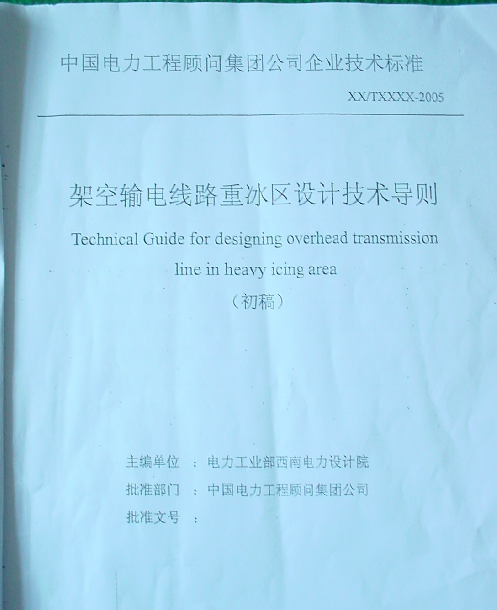 中国电力工程顾问集团公司企业技术标准
XX/TXXXX-2005
架空输电线路重冰区设计技术导则
Technical Guide for designing overhead transmission
line in heavy icing area
（初稿）
主编单位 ：电力工业部西南电力设计院
批准部门 ：中国电力工程顾问集团公司
批准文号 ：